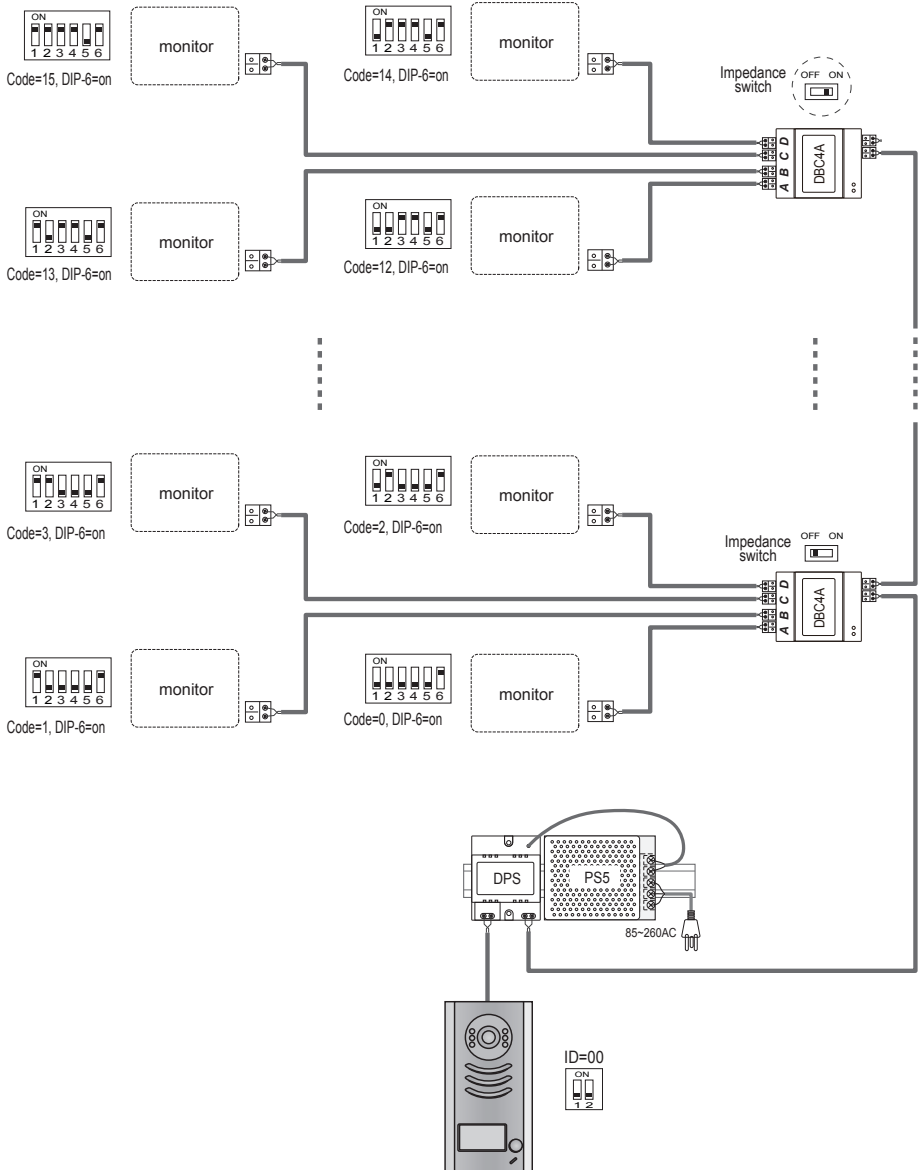 ON
1 2 3 4 5 6
Code=15, DIP-6=on
monitor
ON
1 2 3 4 5 6
Code=14, DIP-6=on
monitor
Impedance
switch
OFF ON
A B C D
DBC4A
ON
1 2 3 4 5 6
Code=13, DIP-6=on
monitor
ON
1 2 3 4 5 6
Code=12, DIP-6=on
monitor
ON
1 2 3 4 5 6
Code=3, DIP-6=on
monitor
ON
1 2 3 4 5 6
Code=2, DIP-6=on
monitor
Impedance
switch
OFF ON
A B C D
DBC4A
ON
1 2 3 4 5 6
Code=1, DIP-6=on
monitor
ON
1 2 3 4 5 6
Code=0, DIP-6=on
monitor
DPS
PS5
85~260AC
ID=00
ON
1 2